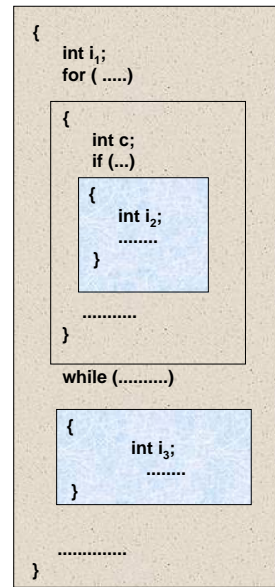 {
int i₁;
for ( .....)
{
int c;
if (...)
{
int i₂;
........
}
...........
}
while (..........)
{
int i₃;
........
}
..............
}